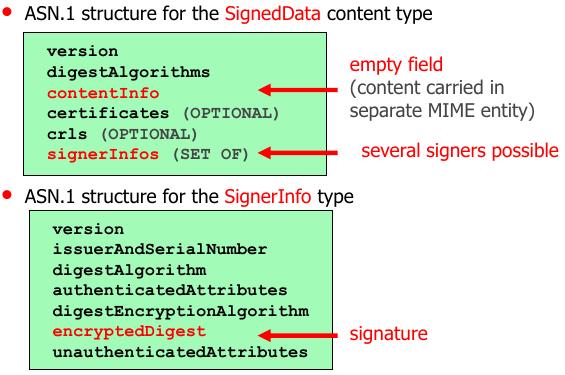 • ASN.1 structure for the SignedData content type
version
digestAlgorithms
contentInfo
certificates (OPTIONAL)
crls (OPTIONAL)
signerInfos (SET OF)
empty field
(content carried in
separate MIME entity)
several signers possible
• ASN.1 structure for the SignerInfo type
version
issuerAndSerialNumber
digestAlgorithm
authenticatedAttributes
digestEncryptionAlgorithm
encryptedDigest
unauthenticatedAttributes
signature